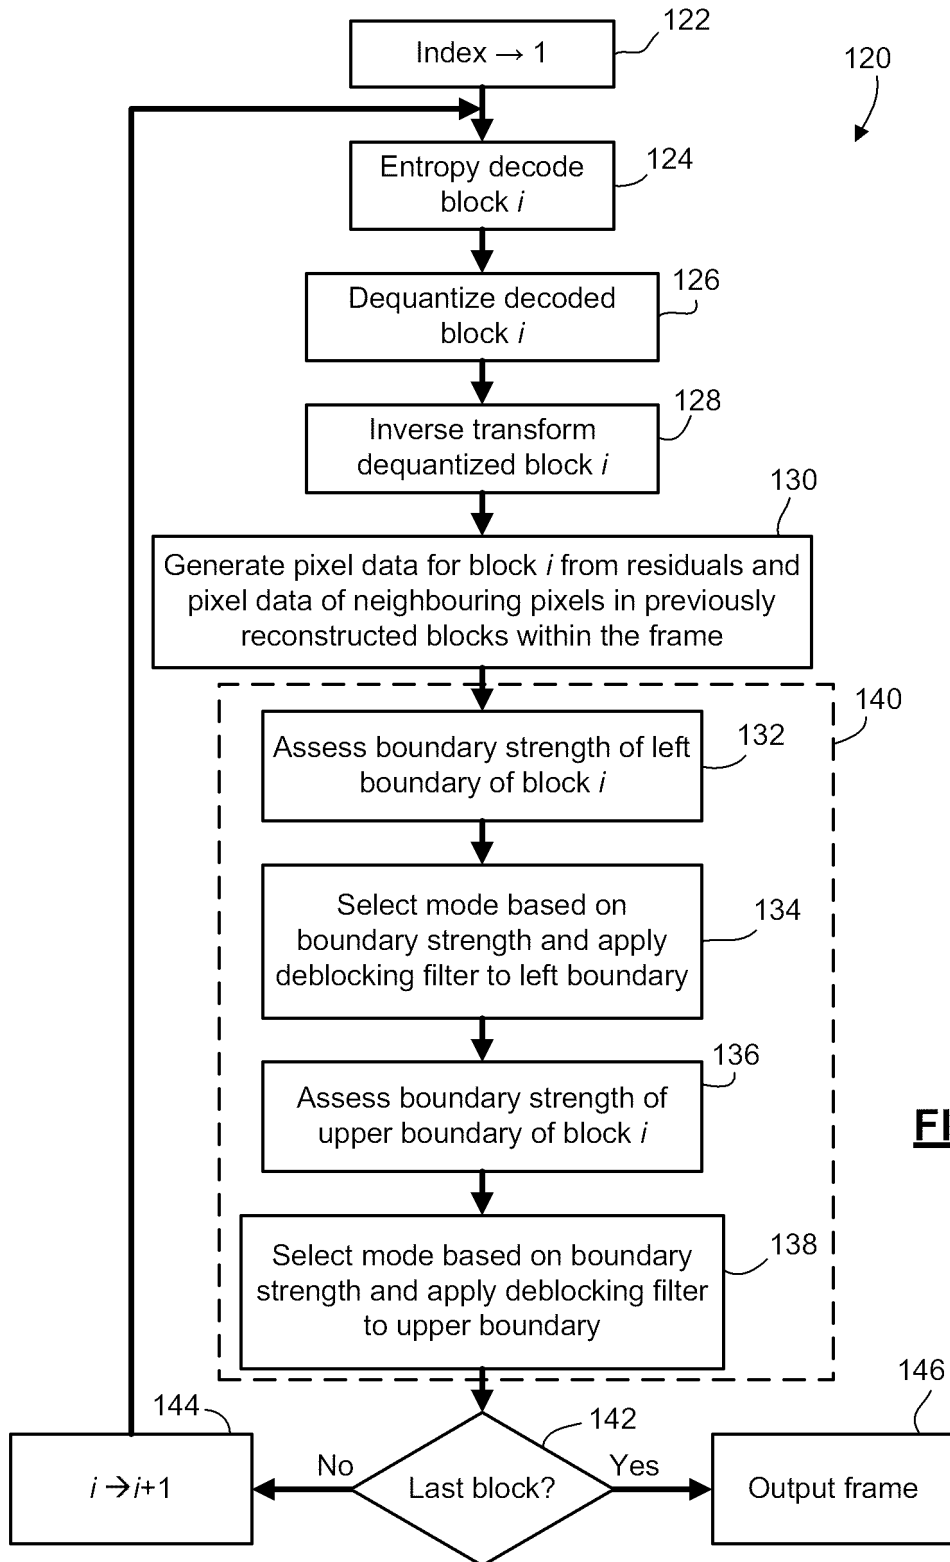 122
Index → 1
120
124
Entropy decode
block i
126
Dequantize decoded
block i
128
Inverse transform
dequantized block i
130
Generate pixel data for block i from residuals and
pixel data of neighbouring pixels in previously
reconstructed blocks within the frame
140
132
Assess boundary strength of left
boundary of block i
134
Select mode based on
boundary strength and apply
deblocking filter to left boundary
136
Assess boundary strength of
upper boundary of block i
138
Select mode based on boundary
strength and apply deblocking filter
to upper boundary
144
142
146
i → i+1
No
Last block?
Yes
Output frame